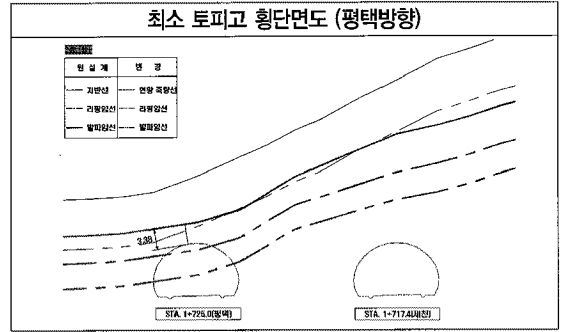 최소 토피고 횡단면도 (평택방향)
원 설 계 변 경
지반선 현황 측량선
리핑암선 리핑암선
발파암선 발파암선
3.38
STA. 1+725.0(평택) STA. 1+717.4(제천)